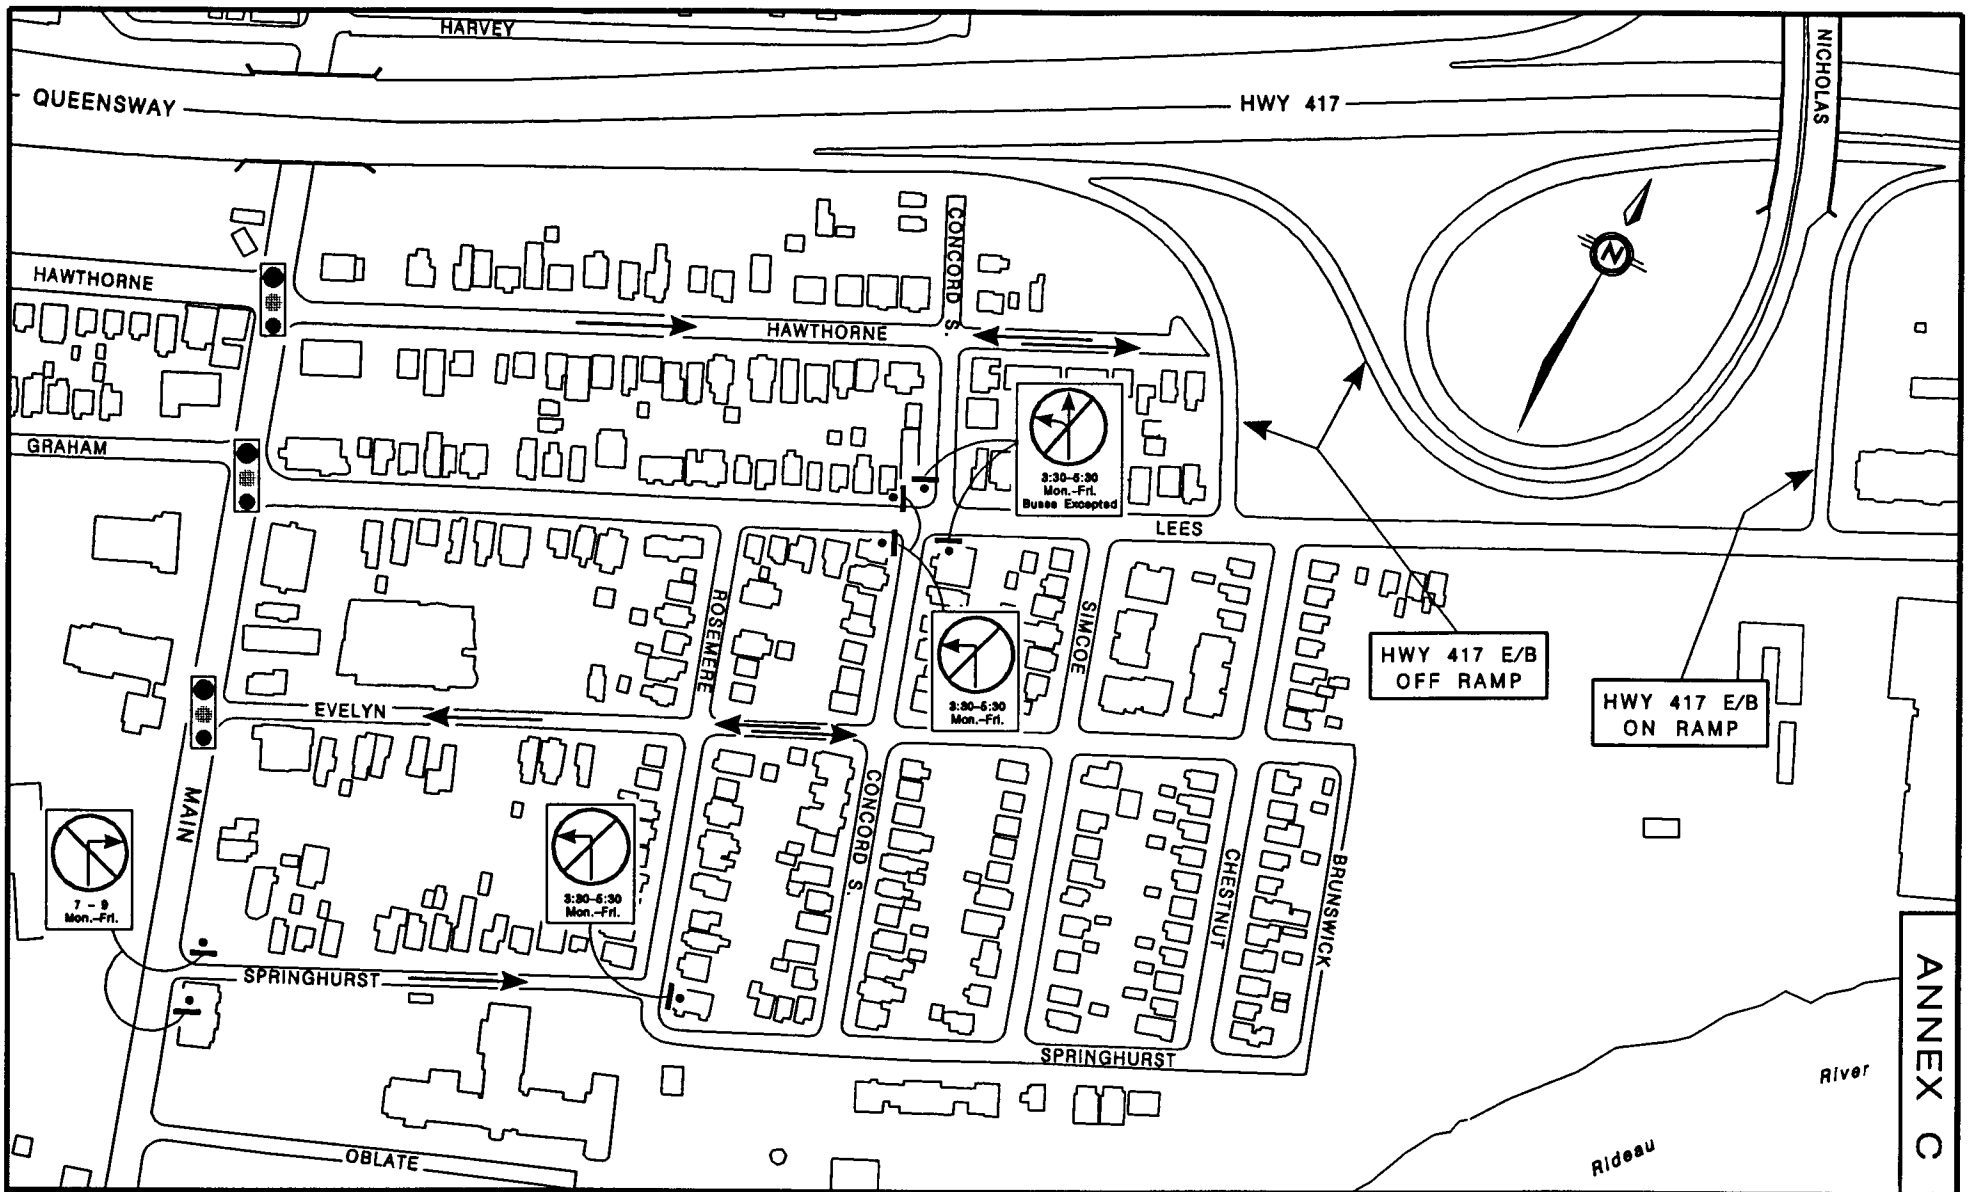 HARVEY
QUEENSWAY
HWY 417
NICHOLAS
CONCORD S.
N
HAWTHORNE
HAWTHORNE
GRAHAM
3:30-5:30
Mon.-Fri.
Buses Excepted
LEES
ROSEMERE
SIMCOE
HWY 417 E/B
OFF RAMP
3:30-5:30
Mon.-Fri.
HWY 417 E/B
ON RAMP
EVELYN
MAIN
CONCORD S.
CHESTNUT
BRUNSWICK
7 - 9
Mon.-Fri.
3:30-5:30
Mon.-Fri.
SPRINGHURST
SPRINGHURST
OBLATE
Rideau
River
ANNEX C